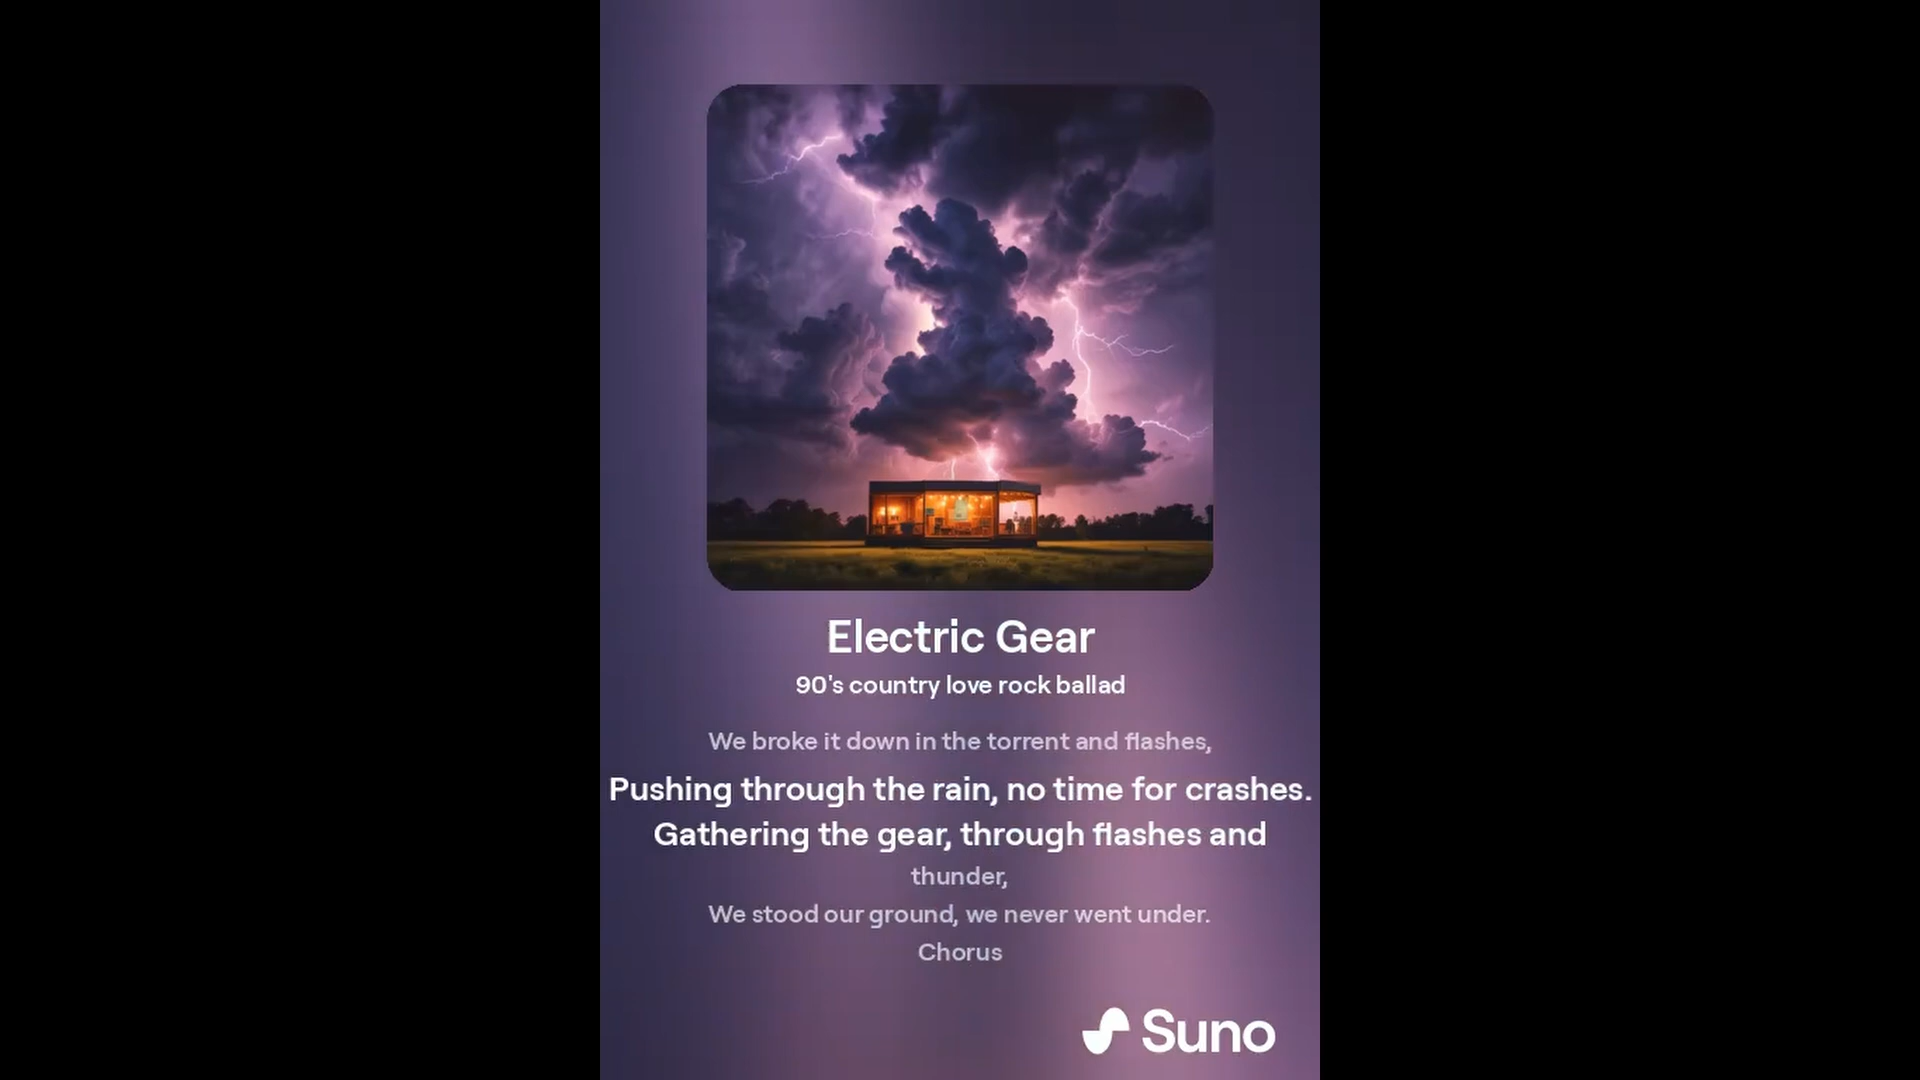 Electric Gear
90's country love rock ballad
We broke it down in the torrent and flashes,
Pushing through the rain, no time for crashes.
Gathering the gear, through flashes and
thunder,
We stood our ground, we never went under.
Chorus
Suno